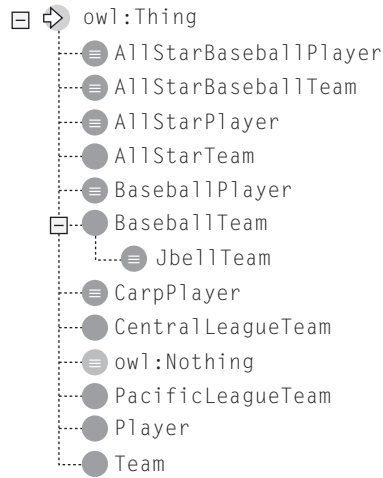 owl:Thing
AllStarBaseballPlayer
AllStarBaseballTeam
AllStarPlayer
AllStarTeam
BaseballPlayer
BaseballTeam
JbellTeam
CarpPlayer
CentralLeagueTeam
owl:Nothing
PacificLeagueTeam
Player
Team